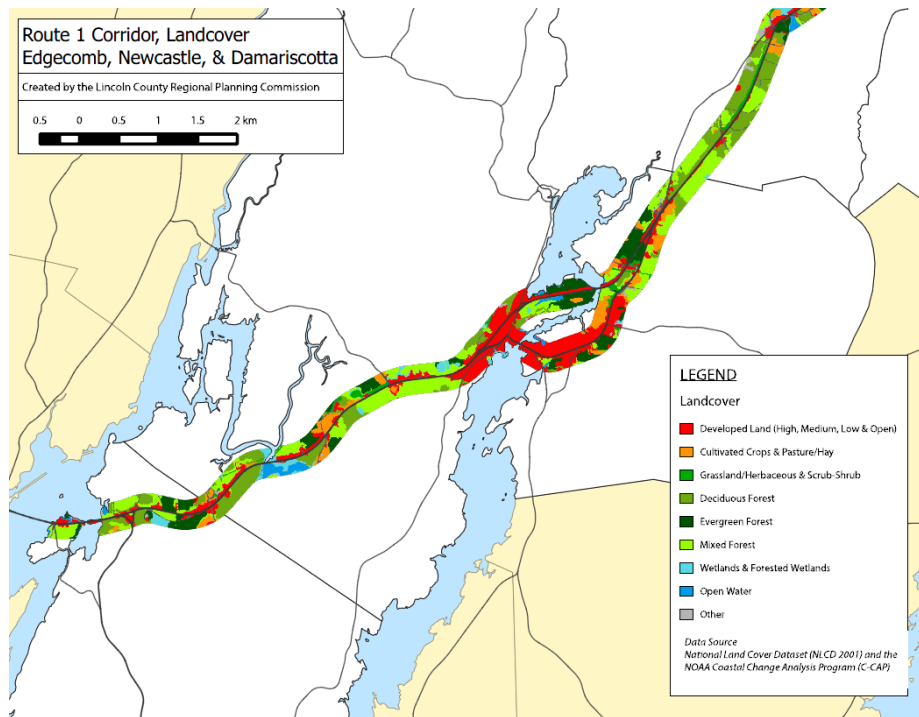 Route 1 Corridor, Landcover
Edgecomb, Newcastle, & Damariscotta
Created by the Lincoln County Regional Planning Commission
0.5 0 0.5 1 1.5 2 km
LEGEND
Landcover
Developed Land (High, Medium, Low & Open)
Cultivated Crops & Pasture/Hay
Grassland/Herbaceous & Scrub-Shrub
Deciduous Forest
Evergreen Forest
Mixed Forest
Wetlands & Forested Wetlands
Open Water
Other
Data Source
National Land Cover Dataset (NLCD 2001) and the
NOAA Coastal Change Analysis Program (C-CAP)